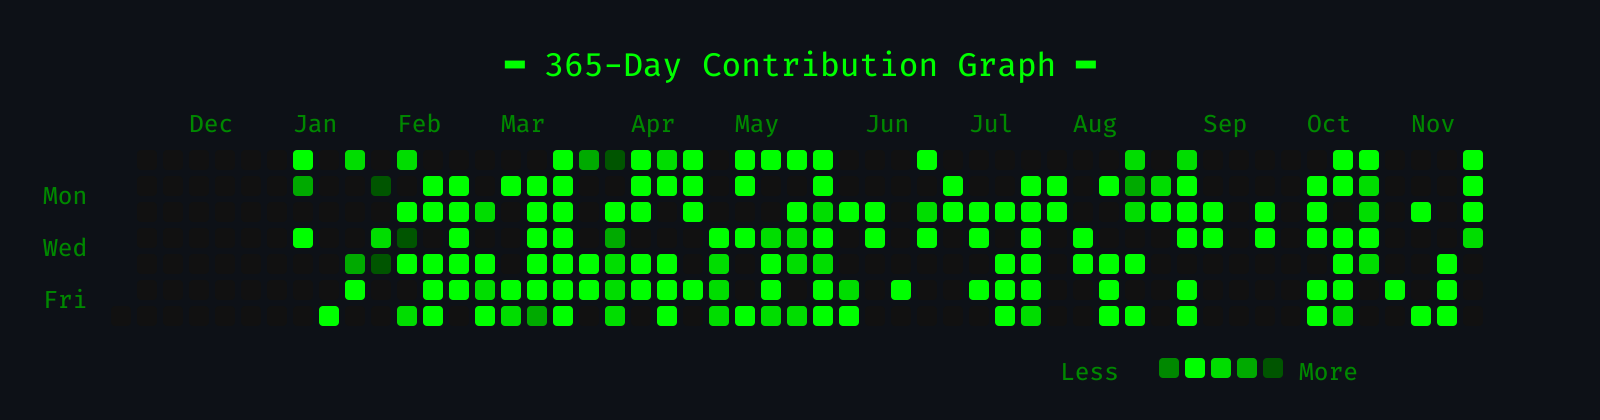 ━ 365-Day Contribution Graph ━
Dec Jan Feb Mar Apr May Jun Jul Aug Sep Oct Nov
Mon
Wed
Fri
Less More